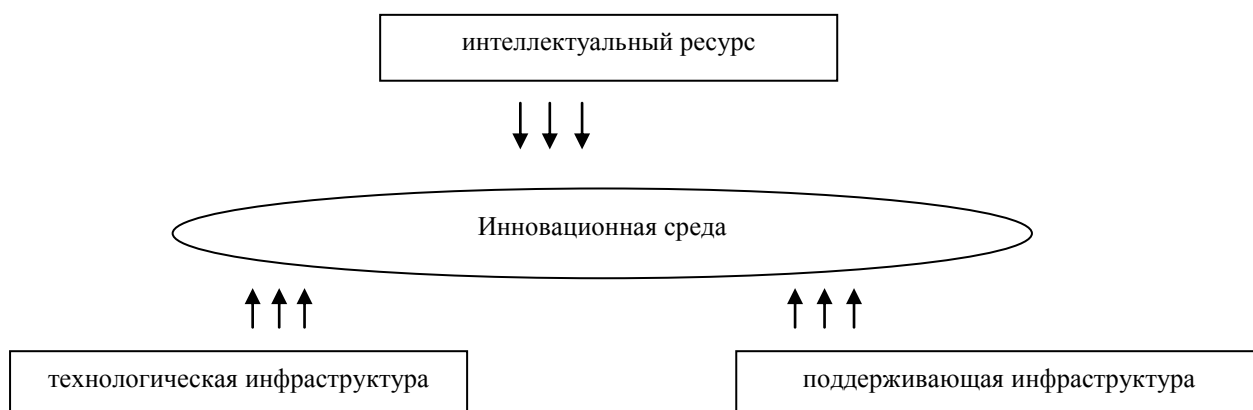 интеллектуальный ресурс
Инновационная среда
технологическая инфраструктура
поддерживающая инфраструктура